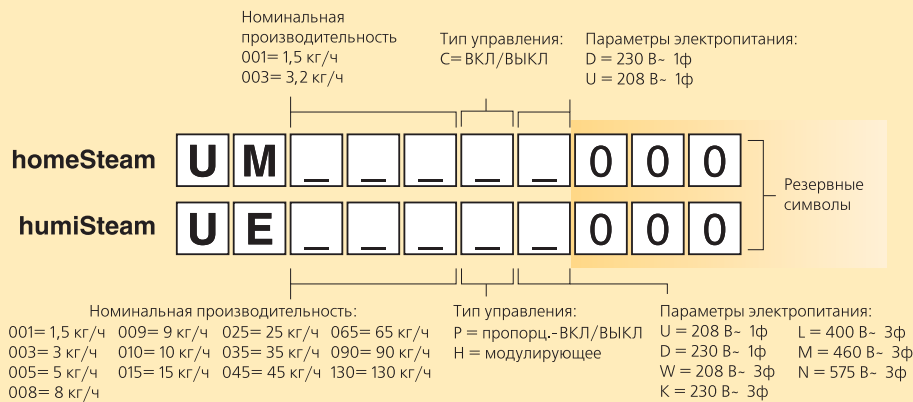 Номинальная
производительность
001= 1,5 кг/ч
003= 3,2 кг/ч
Тип управления:
C= ВКЛ/ВЫКЛ
Параметры электропитания:
D = 230 В~ 1ф
U = 208 В~ 1ф
homeSteam U M _ _ _ _ _ 0 0 0
humiSteam U E _ _ _ _ _ 0 0 0
Резервные
символы
Номинальная производительность:
001= 1,5 кг/ч 009= 9 кг/ч 025= 25 кг/ч 065= 65 кг/ч
003= 3 кг/ч 010= 10 кг/ч 035= 35 кг/ч 090= 90 кг/ч
005= 5 кг/ч 015= 15 кг/ч 045= 45 кг/ч 130= 130 кг/ч
008= 8 кг/ч
Тип управления:
P = пропорц.-ВКЛ/ВЫКЛ
H = модулирующее
Параметры электропитания:
U = 208 В~ 1ф L = 400 В~ 3ф
D = 230 В~ 1ф M = 460 В~ 3ф
W = 208 В~ 3ф N = 575 В~ 3ф
K = 230 В~ 3ф